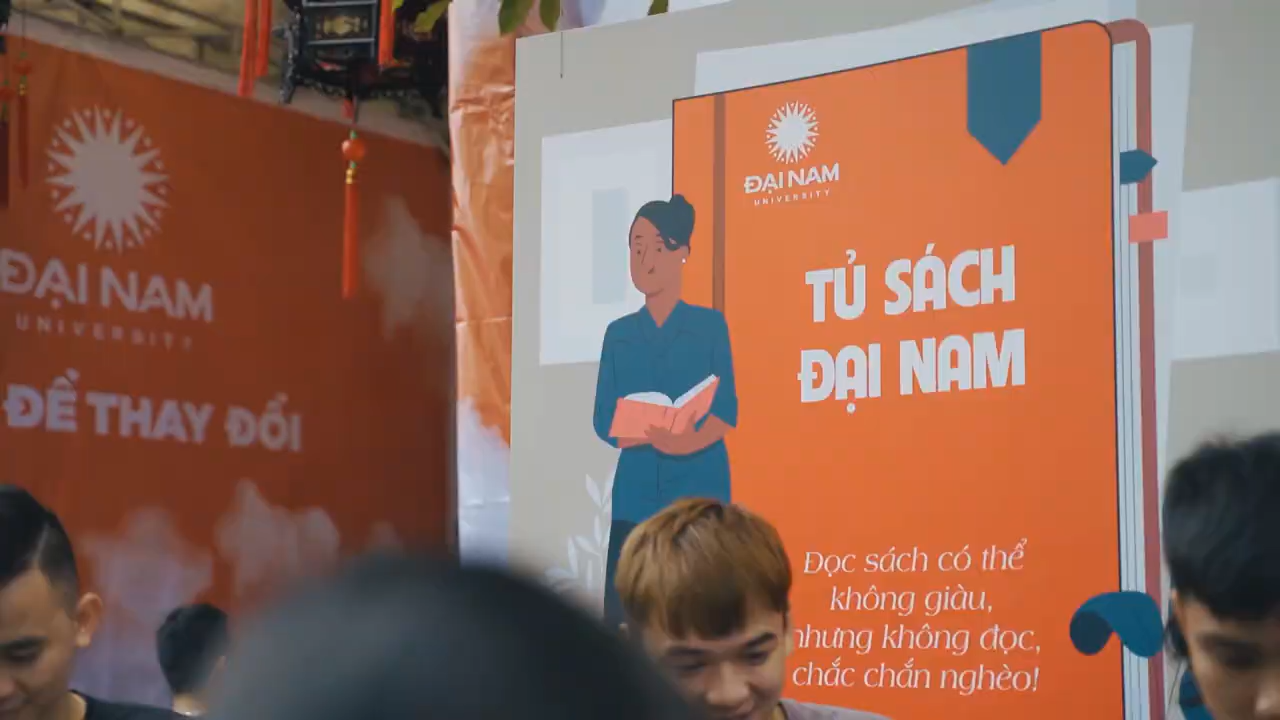 ĐẠI NAM
UNIVERSITY
ĐỂ THAY ĐỔI
ĐẠI NAM
UNIVERSITY
TỦ SÁCH
ĐẠI NAM
Đọc sách có thể
không giàu,
nhưng không đọc,
chắc chắn nghèo!